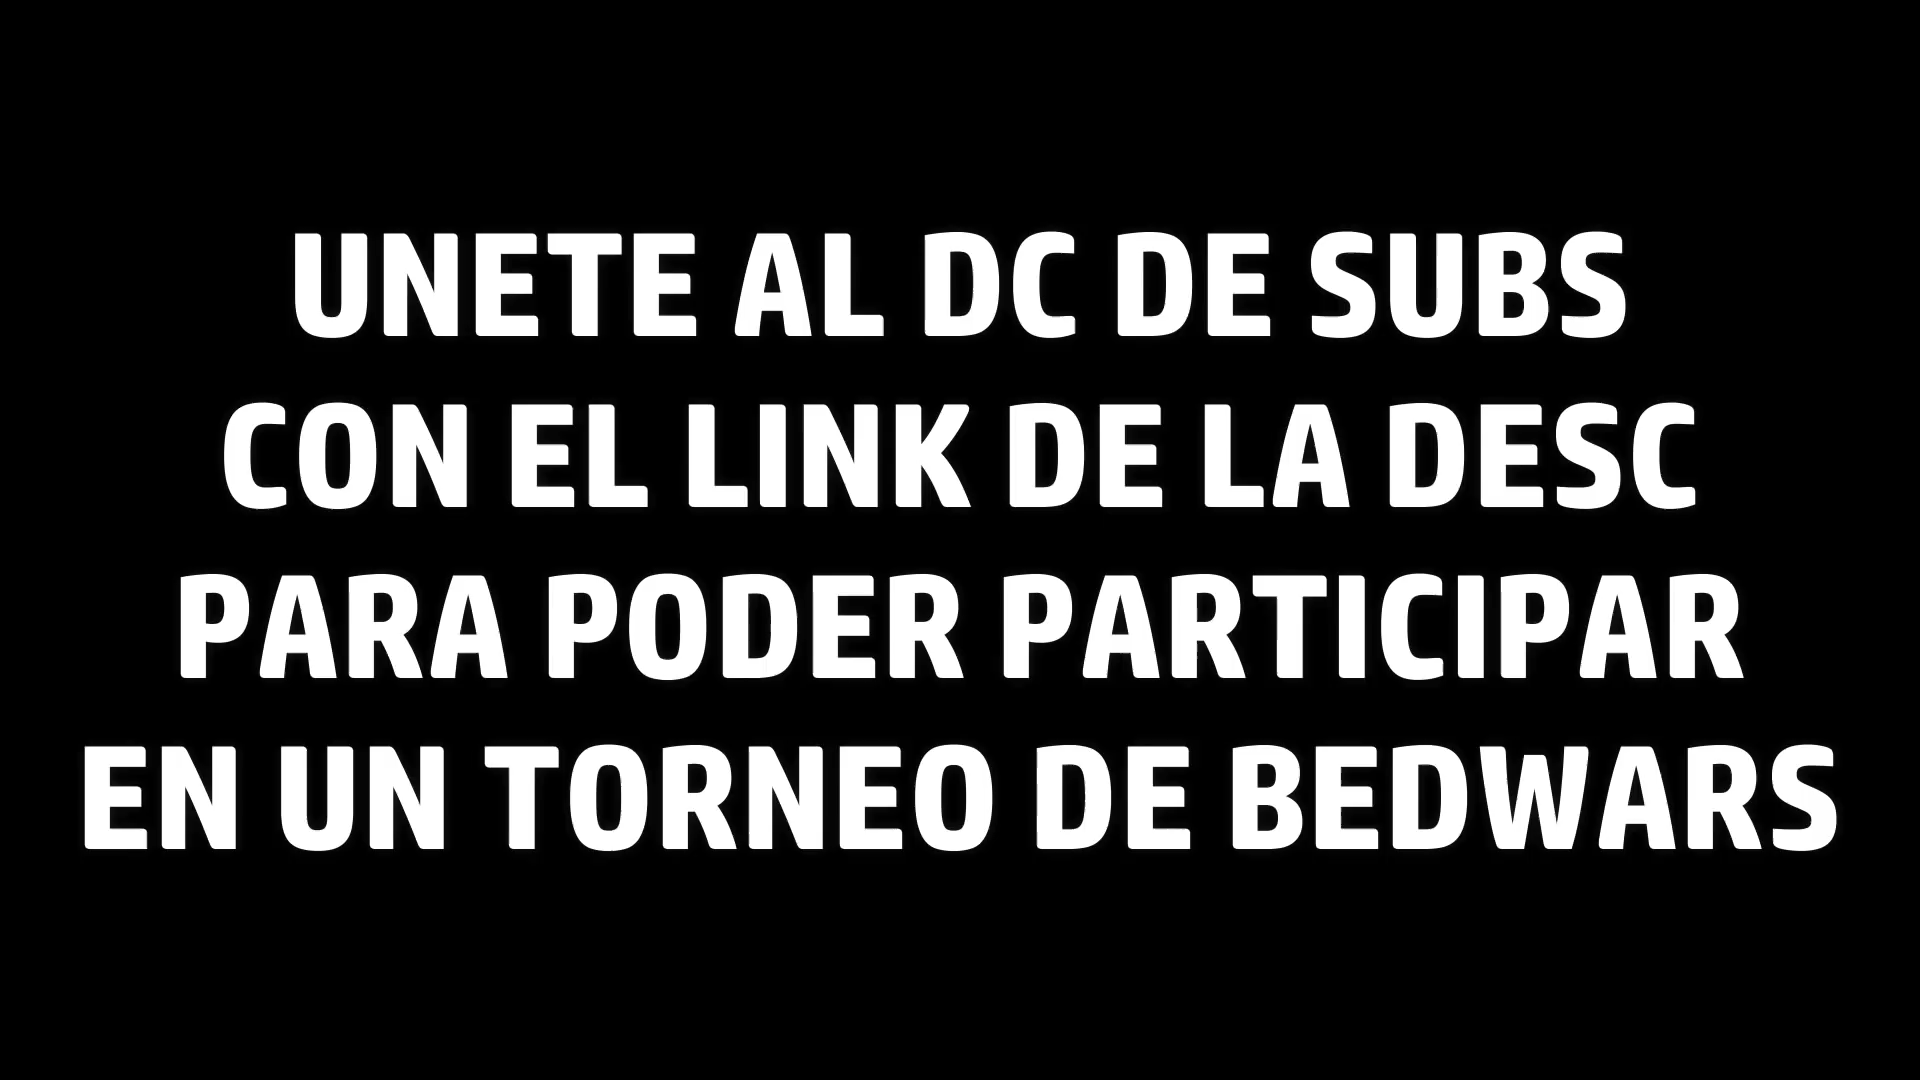 UNETE AL DC DE SUBS
CON EL LINK DE LA DESC
PARA PODER PARTICIPAR
EN UN TORNEO DE BEDWARS